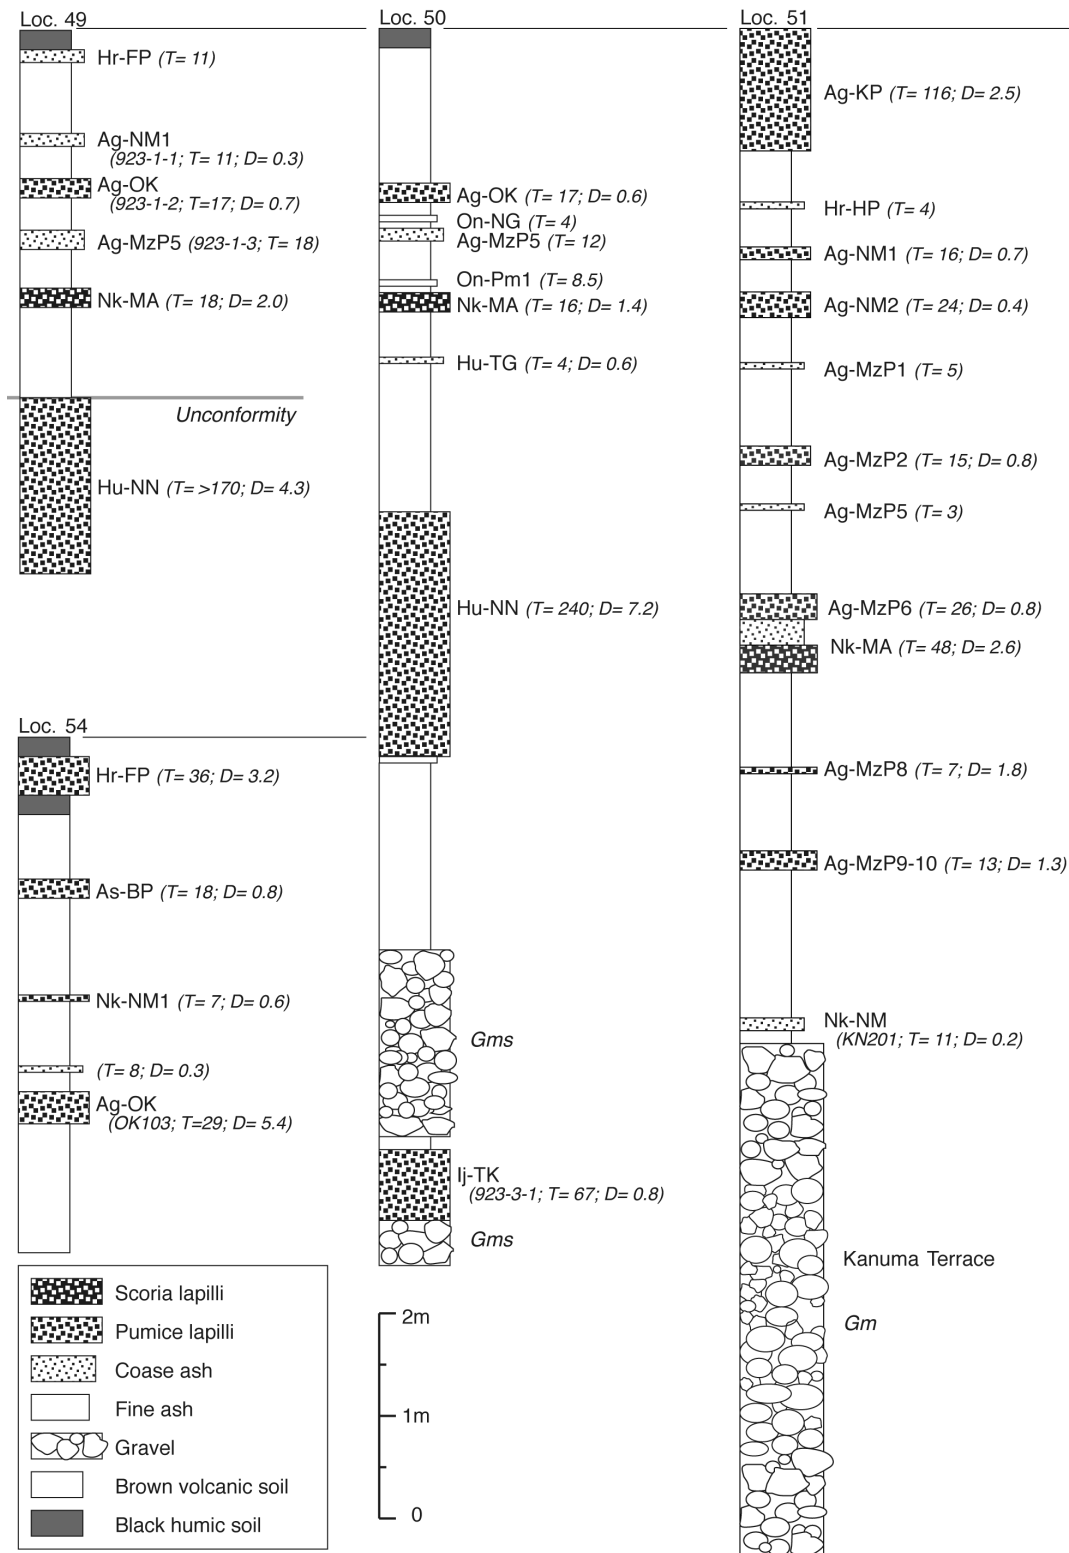 Loc. 49
Hr-FP (T= 11)
Ag-NM1
(923-1-1; T= 11; D= 0.3)
Ag-OK
(923-1-2; T=17; D= 0.7)
Ag-MzP5 (923-1-3; T= 18)
Nk-MA (T= 18; D= 2.0)
Unconformity
Hu-NN (T= >170; D= 4.3)
Loc. 54
Hr-FP (T= 36; D= 3.2)
As-BP (T= 18; D= 0.8)
Nk-NM1 (T= 7; D= 0.6)
(T= 8; D= 0.3)
Ag-OK
(OK103; T=29; D= 5.4)
Scoria lapilli
Pumice lapilli
Coase ash
Fine ash
Gravel
Brown volcanic soil
Black humic soil
Loc. 50
Ag-OK (T= 17; D= 0.6)
On-NG (T= 4)
Ag-MzP5 (T= 12)
On-Pm1 (T= 8.5)
Nk-MA (T= 16; D= 1.4)
Hu-TG (T= 4; D= 0.6)
Hu-NN (T= 240; D= 7.2)
Gms
Ij-TK
(923-3-1; T= 67; D= 0.8)
Gms
2m
1m
0
Loc. 51
Ag-KP (T= 116; D= 2.5)
Hr-HP (T= 4)
Ag-NM1 (T= 16; D= 0.7)
Ag-NM2 (T= 24; D= 0.4)
Ag-MzP1 (T= 5)
Ag-MzP2 (T= 15; D= 0.8)
Ag-MzP5 (T= 3)
Ag-MzP6 (T= 26; D= 0.8)
Nk-MA (T= 48; D= 2.6)
Ag-MzP8 (T= 7; D= 1.8)
Ag-MzP9-10 (T= 13; D= 1.3)
Nk-NM
(KN201; T= 11; D= 0.2)
Kanuma Terrace
Gm